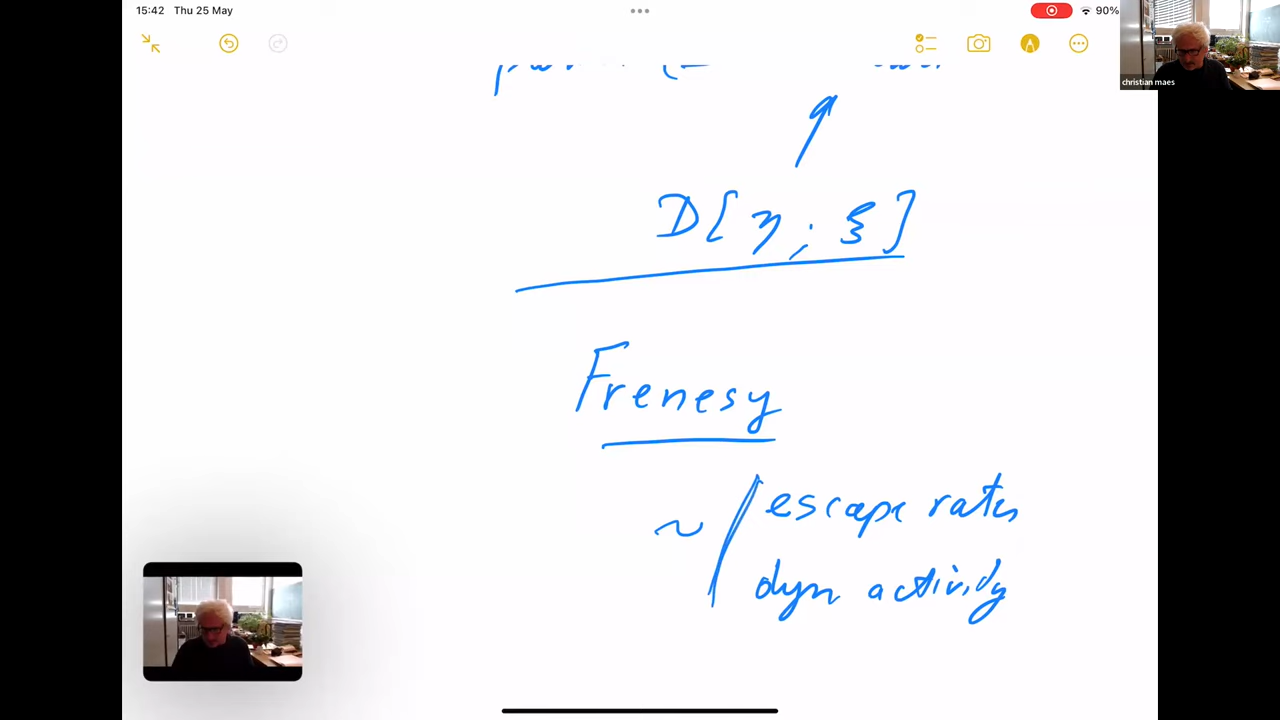 15:42 Thu 25 May
90%
christian maes
D[η; ξ]
Frenesy
~ escape rates
dyn activity